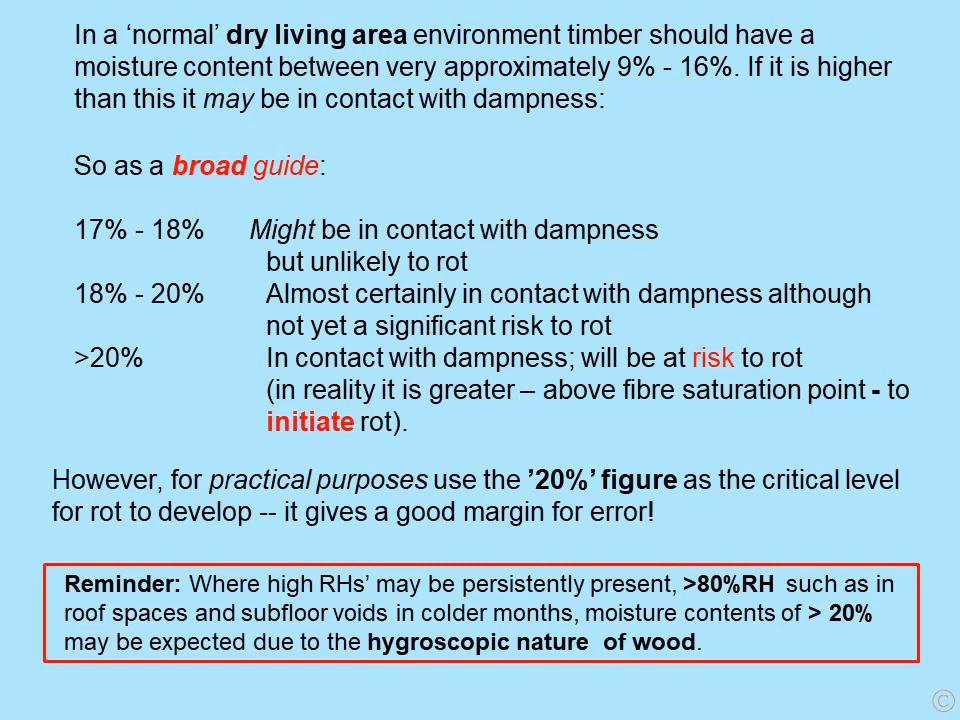 In a ‘normal’ dry living area environment timber should have a
moisture content between very approximately 9% - 16%. If it is higher
than this it may be in contact with dampness:
So as a broad guide:
17% - 18% Might be in contact with dampness
but unlikely to rot
18% - 20% Almost certainly in contact with dampness although
not yet a significant risk to rot
>20% In contact with dampness; will be at risk to rot
(in reality it is greater – above fibre saturation point - to
initiate rot).
However, for practical purposes use the ’20%’ figure as the critical level
for rot to develop -- it gives a good margin for error!
Reminder: Where high RHs’ may be persistently present, >80%RH such as in
roof spaces and subfloor voids in colder months, moisture contents of > 20%
may be expected due to the hygroscopic nature of wood.
©